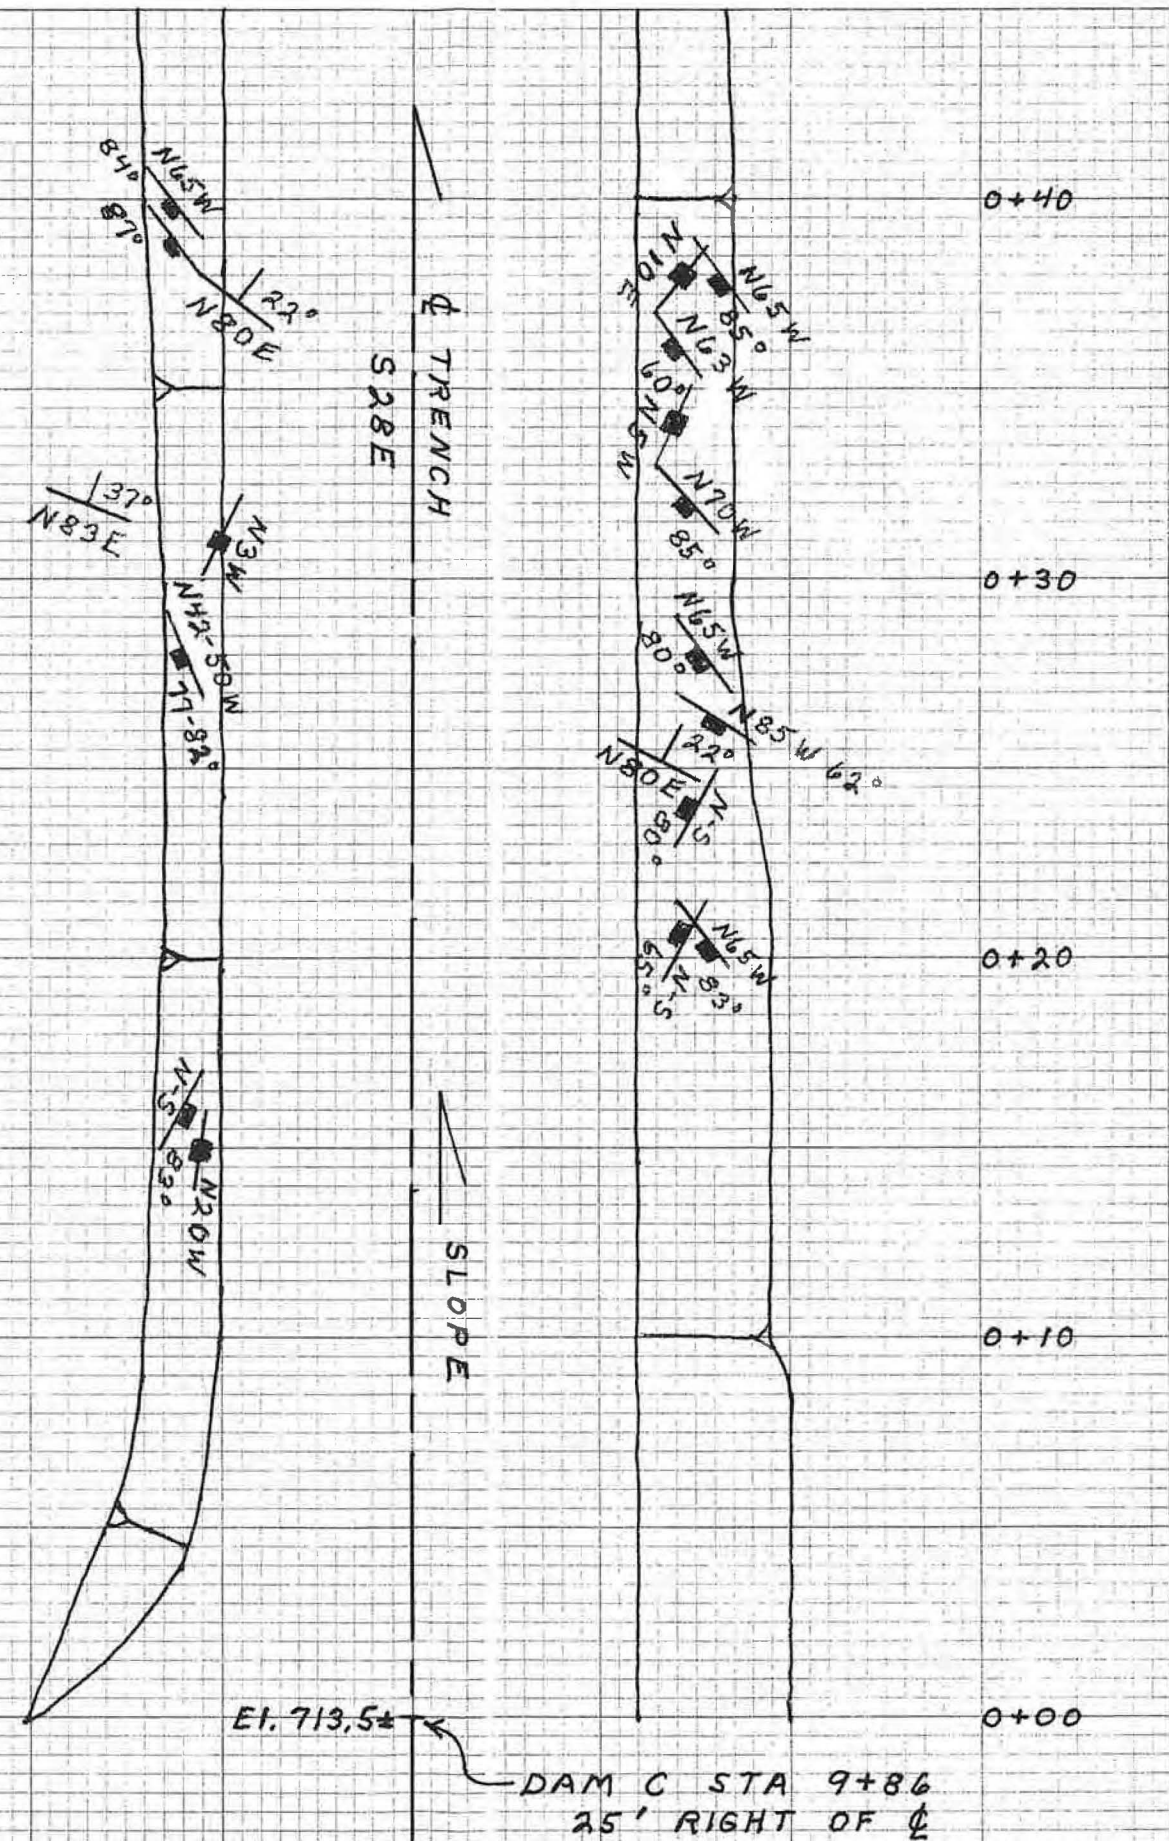 84°
N65W
87°
N80E
22°
℄ TRENCH
S28E
37°
N83E
N3W
N42-50W
77-82°
N-S
83°
N20W
SLOPE
El. 713.5±
DAM C STA 9+86
25' RIGHT OF ℄
N10E
N65W
85°
N63W
60°
N5W
N70W
85°
N65W
80°
N85W 62°
22°
N80E
N-S
80°
N65W
83°
N-S
65°
0+40
0+30
0+20
0+10
0+00